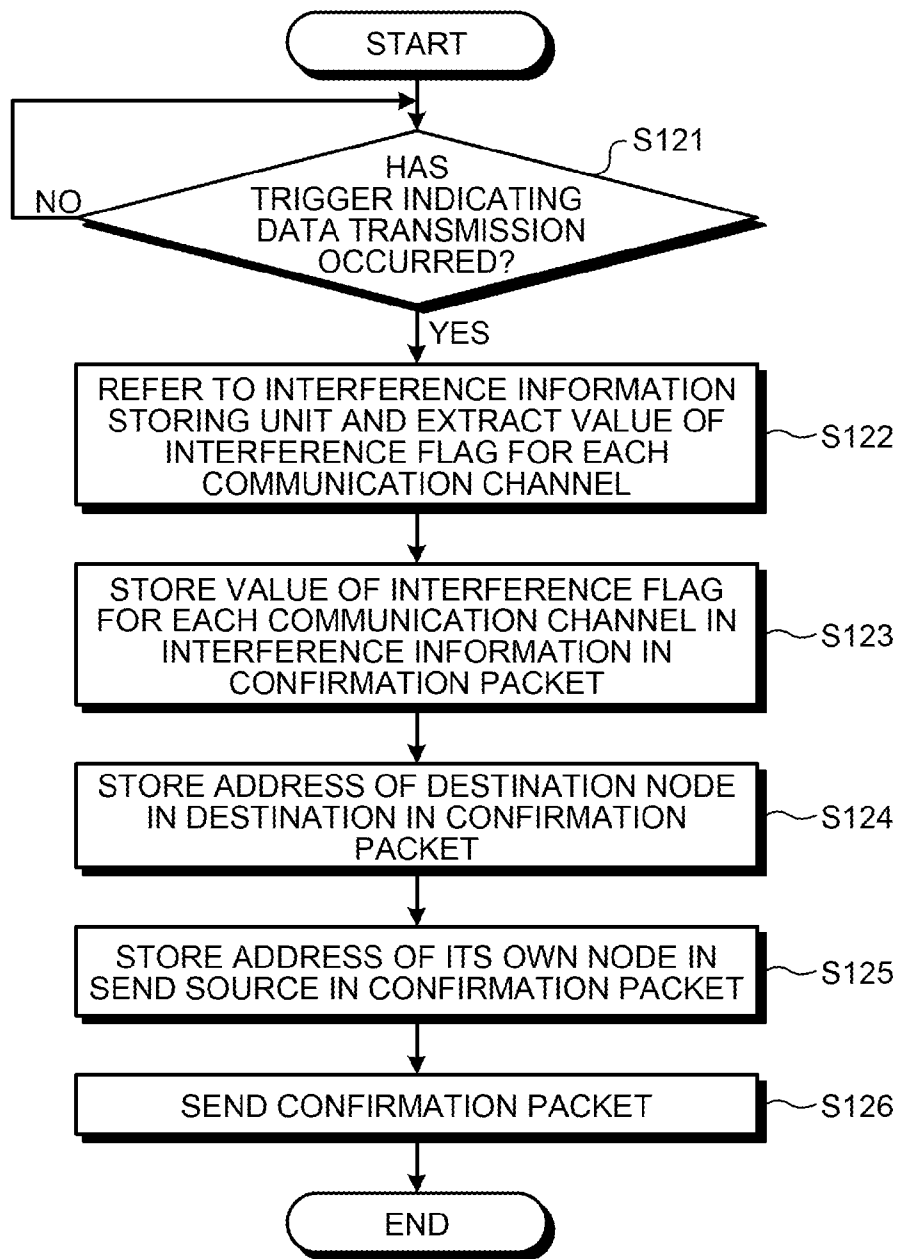 START
S121
HAS
TRIGGER INDICATING
DATA TRANSMISSION
OCCURRED?
NO
YES
REFER TO INTERFERENCE INFORMATION
STORING UNIT AND EXTRACT VALUE OF
INTERFERENCE FLAG FOR EACH
COMMUNICATION CHANNEL
S122
STORE VALUE OF INTERFERENCE FLAG
FOR EACH COMMUNICATION CHANNEL IN
INTERFERENCE INFORMATION IN
CONFIRMATION PACKET
S123
STORE ADDRESS OF DESTINATION NODE
IN DESTINATION IN CONFIRMATION
PACKET
S124
STORE ADDRESS OF ITS OWN NODE IN
SEND SOURCE IN CONFIRMATION PACKET
S125
SEND CONFIRMATION PACKET
S126
END